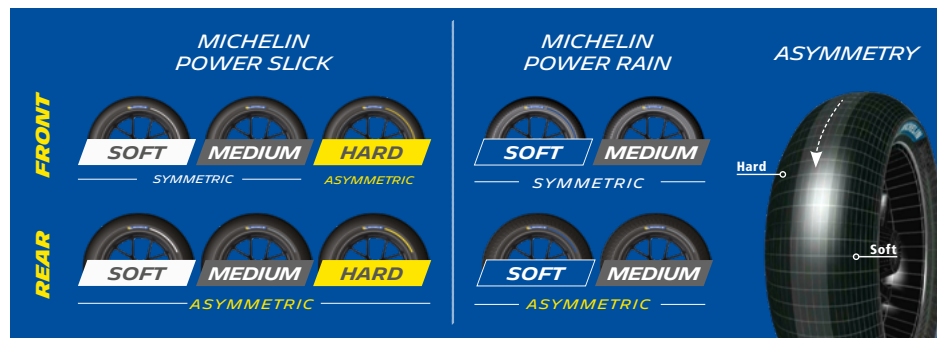 MICHELIN
POWER SLICK
MICHELIN
POWER RAIN
ASYMMETRY
FRONT
SOFT
MEDIUM
HARD
SOFT
MEDIUM
SYMMETRIC
ASYMMETRIC
SYMMETRIC
Hard
Soft
REAR
SOFT
MEDIUM
HARD
SOFT
MEDIUM
ASYMMETRIC
ASYMMETRIC
MICHELIN